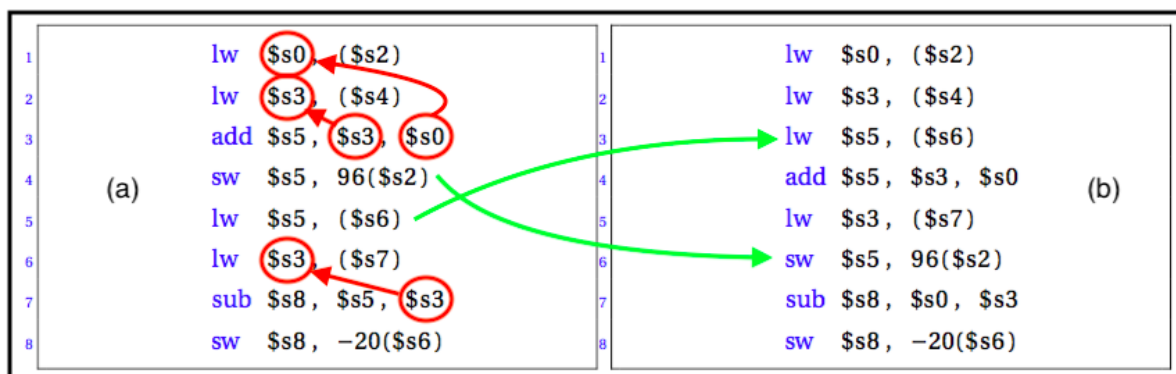 1 lw $s0, ($s2)
2 lw $s3, ($s4)
3 add $s5, $s3, $s0
4 sw $s5, 96($s2)
5 lw $s5, ($s6)
6 lw $s3, ($s7)
7 sub $s8, $s5, $s3
8 sw $s8, -20($s6)
(a)
1 lw $s0, ($s2)
2 lw $s3, ($s4)
3 lw $s5, ($s6)
4 add $s5, $s3, $s0
5 lw $s3, ($s7)
6 sw $s5, 96($s2)
7 sub $s8, $s0, $s3
8 sw $s8, -20($s6)
(b)